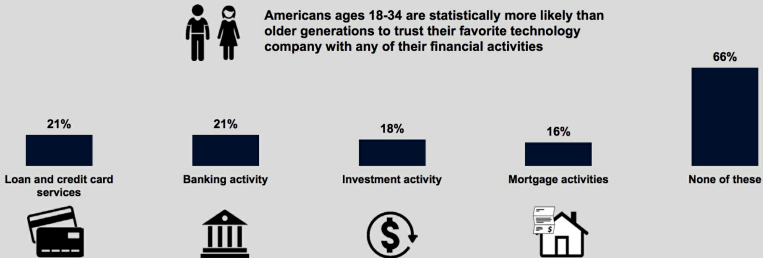 Americans ages 18-34 are statistically more likely than
older generations to trust their favorite technology
company with any of their financial activities
66%
21%
21%
18%
16%
Loan and credit card
services
Banking activity
Investment activity
Mortgage activities
None of these
$
$